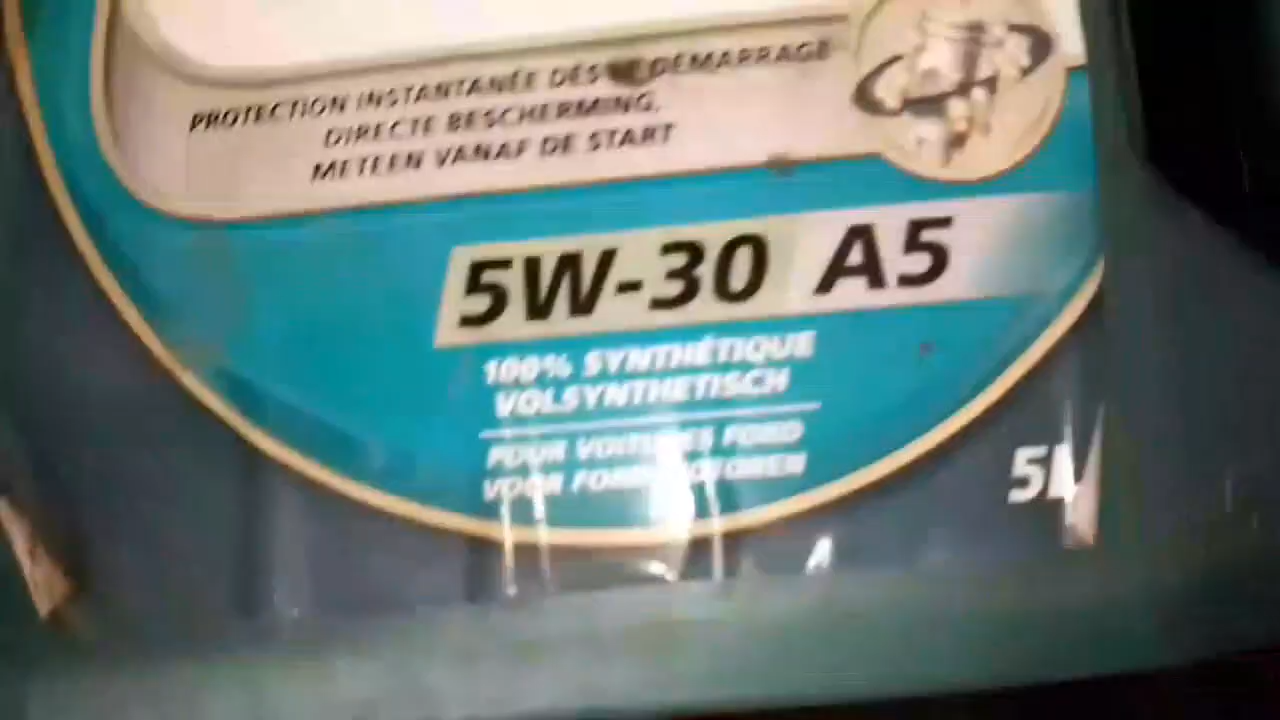 PROTECTION INSTANTANÉE DÈS LE DÉMARRAGE
DIRECTE BESCHERMING,
METEEN VANAF DE START
5W-30 A5
100% SYNTHÉTIQUE
VOLSYNTHETISCH
POUR VOITURES FORD
VOOR FORD MOTOREN
5L